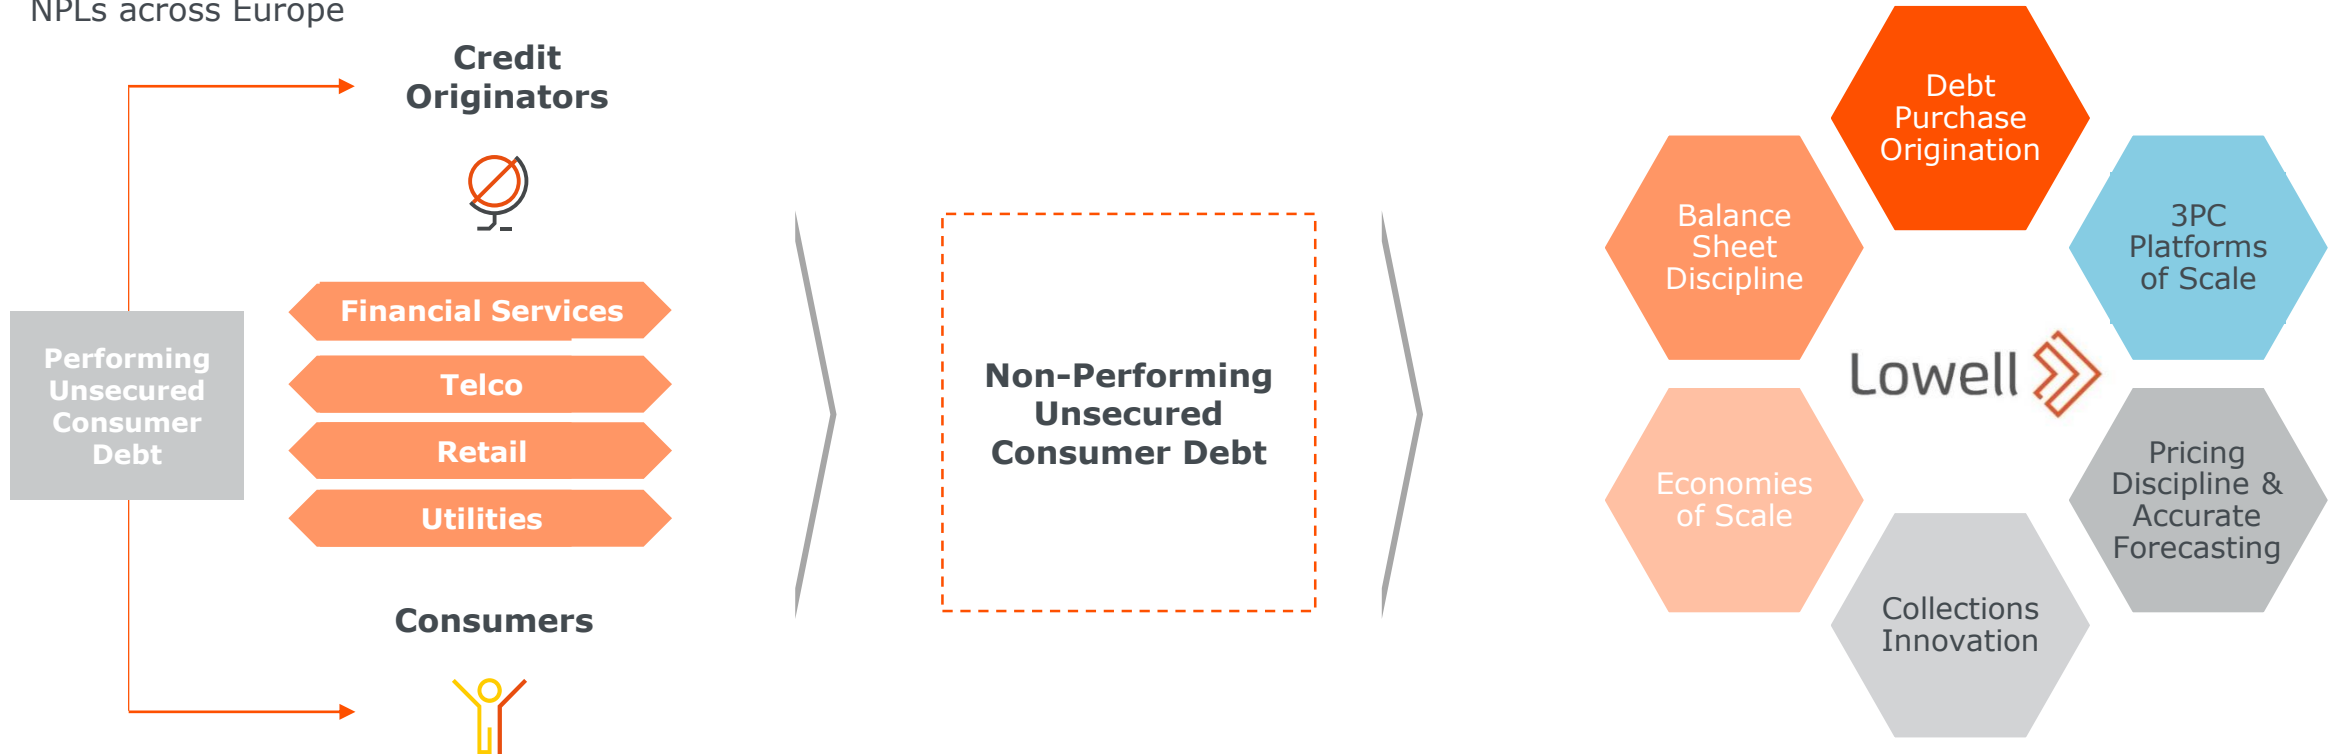 NPLs across Europe
Credit
Originators
Financial Services
Telco
Retail
Utilities
Consumers
Performing
Unsecured
Consumer
Debt
Non-Performing
Unsecured
Consumer Debt
Debt
Purchase
Origination
Balance
Sheet
Discipline
3PC
Platforms
of Scale
Lowell
Economies
of Scale
Pricing
Discipline &
Accurate
Forecasting
Collections
Innovation